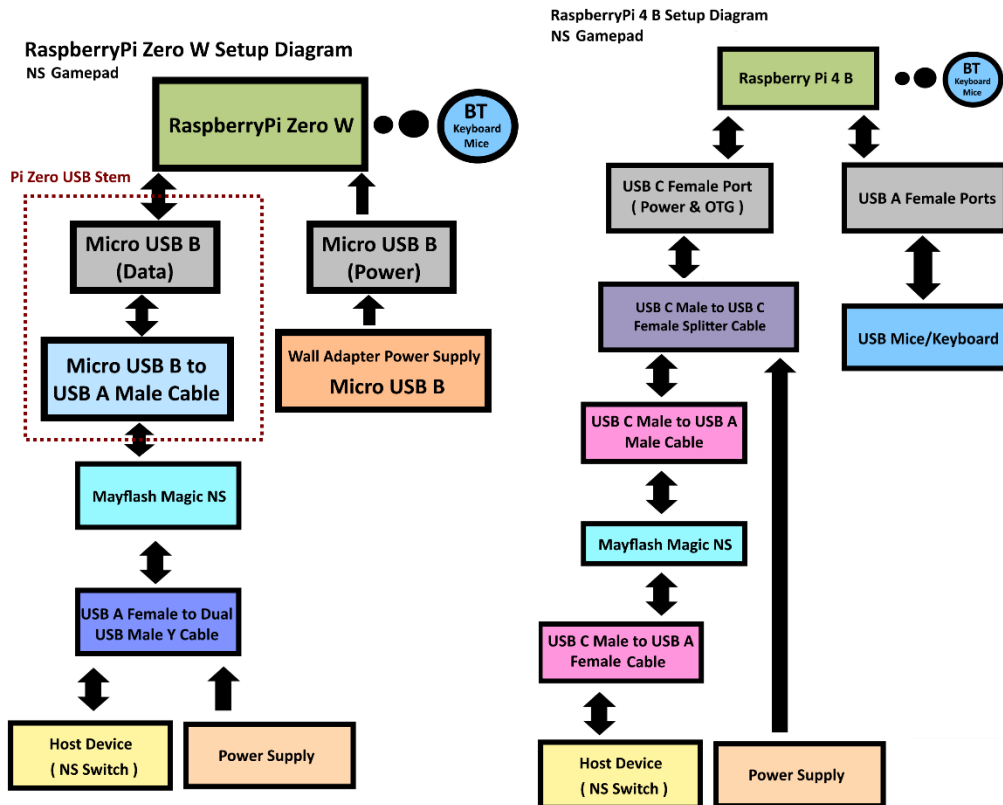 RaspberryPi Zero W Setup Diagram
NS Gamepad
RaspberryPi Zero W
BT
Keyboard
Mice
Pi Zero USB Stem
Micro USB B
(Data)
Micro USB B
(Power)
Micro USB B to
USB A Male Cable
Wall Adapter Power Supply
Micro USB B
Mayflash Magic NS
USB A Female to Dual
USB Male Y Cable
Host Device
( NS Switch )
Power Supply
RaspberryPi 4 B Setup Diagram
NS Gamepad
Raspberry Pi 4 B
BT
Keyboard
Mice
USB C Female Port
( Power & OTG )
USB A Female Ports
USB C Male to USB C
Female Splitter Cable
USB Mice/Keyboard
USB C Male to USB A
Male Cable
Mayflash Magic NS
USB C Male to USB A
Female Cable
Host Device
( NS Switch )
Power Supply